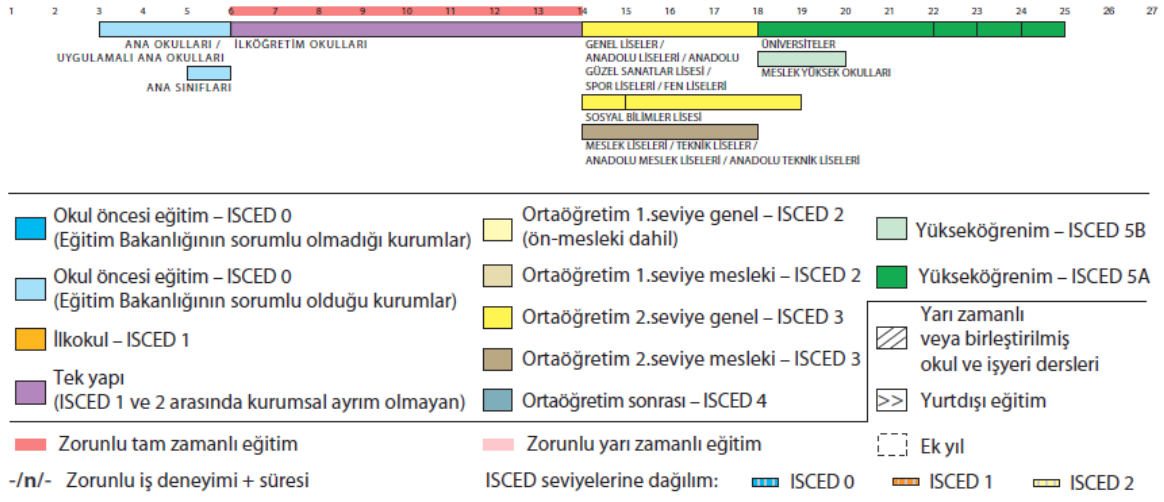 1 2 3 4 5 6 7 8 9 10 11 12 13 14 15 16 17 18 19 20 21 22 23 24 25 26 27
ANA OKULLARI /
UYGULAMALI ANA OKULLARI
ANA SINIFLARI
İLKÖĞRETİM OKULLARI
GENEL LİSELER /
ANADOLU LİSELERİ / ANADOLU
GÜZEL SANATLAR LİSESİ /
SPOR LİSELERİ / FEN LİSELERİ
SOSYAL BİLİMLER LİSESİ
MESLEK LİSELERİ / TEKNİK LİSELER /
ANADOLU MESLEK LİSELERİ / ANADOLU TEKNİK LİSELERİ
ÜNİVERSİTELER
MESLEK YÜKSEK OKULLARI
Okul öncesi eğitim – ISCED 0
(Eğitim Bakanlığının sorumlu olmadığı kurumlar)
Okul öncesi eğitim – ISCED 0
(Eğitim Bakanlığının sorumlu olduğu kurumlar)
İlkokul – ISCED 1
Tek yapı
(ISCED 1 ve 2 arasında kurumsal ayrım olmayan)
Ortaöğretim 1.seviye genel – ISCED 2
(ön-mesleki dahil)
Ortaöğretim 1.seviye mesleki – ISCED 2
Ortaöğretim 2.seviye genel – ISCED 3
Ortaöğretim 2.seviye mesleki – ISCED 3
Ortaöğretim sonrası – ISCED 4
Yükseköğrenim – ISCED 5B
Yükseköğrenim – ISCED 5A
Yarı zamanlı
veya birleştirilmiş
okul ve işyeri dersleri
>> Yurtdışı eğitim
Ek yıl
Zorunlu tam zamanlı eğitim
Zorunlu yarı zamanlı eğitim
-/n/- Zorunlu iş deneyimi + süresi
ISCED seviyelerine dağılım: ISCED 0 ISCED 1 ISCED 2